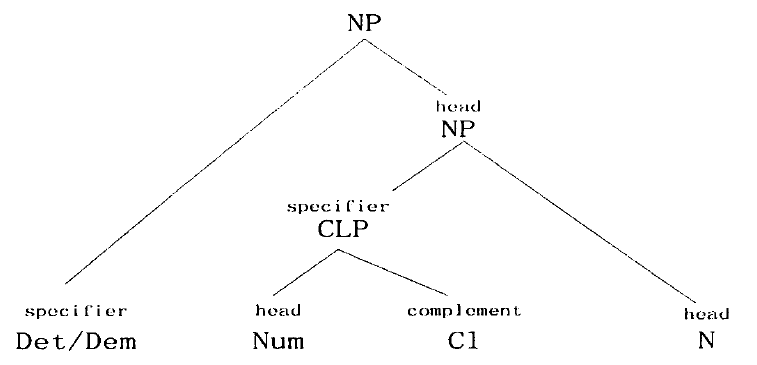 NP
head
NP
specifier
CLP
specifier head complement head
Det/Dem Num Cl N